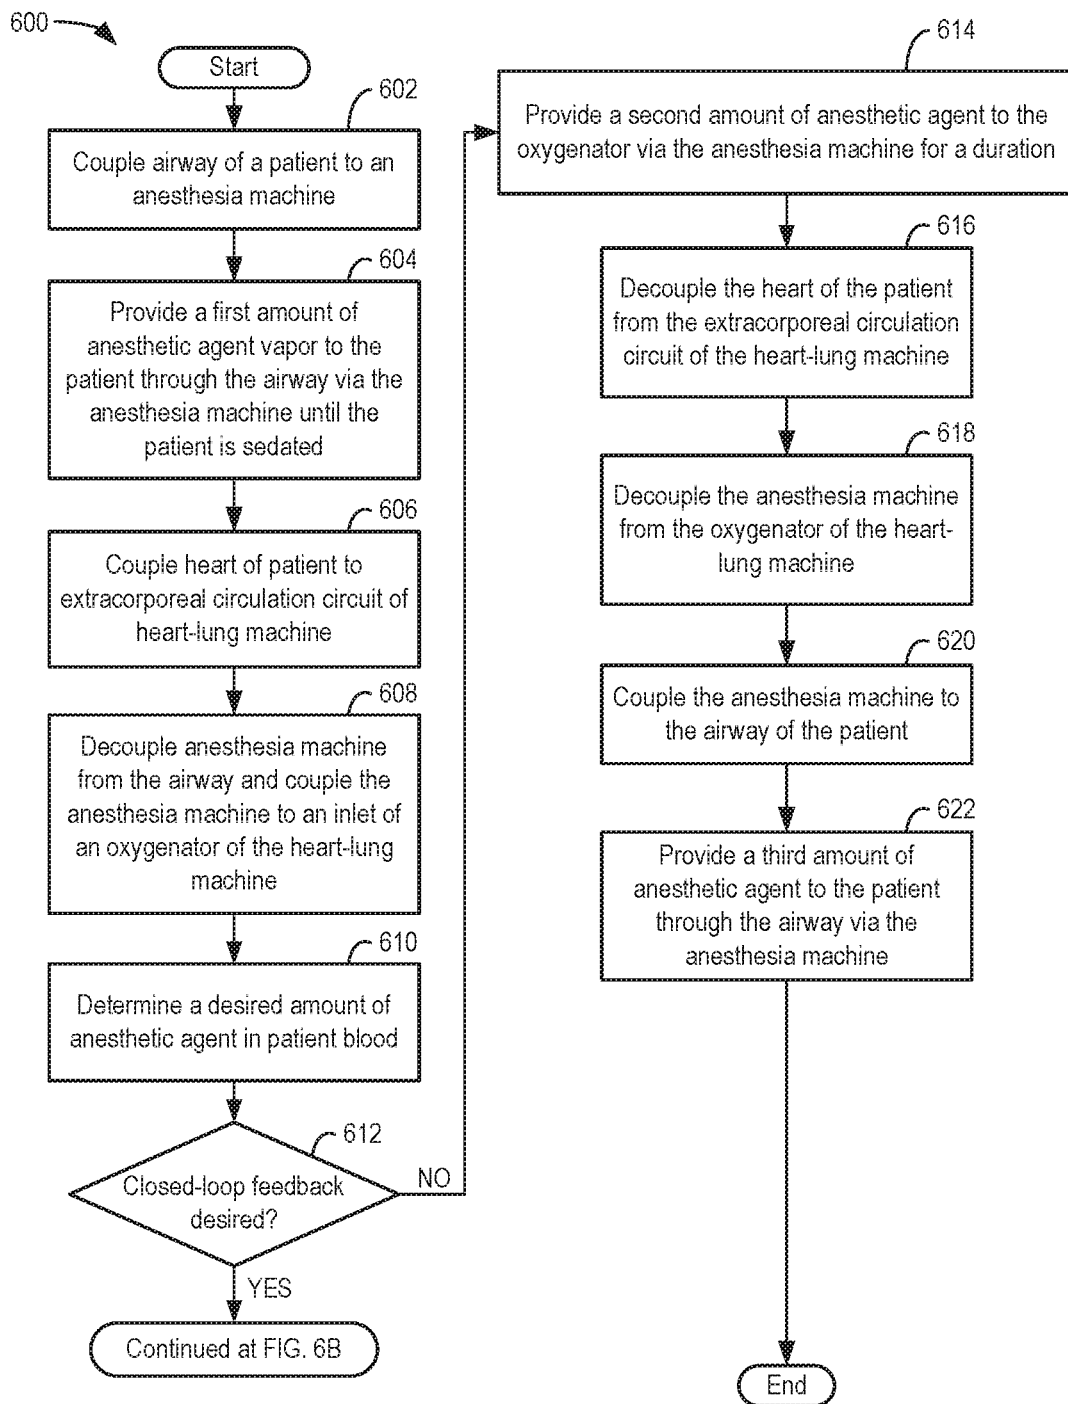 600
Start
602
Couple airway of a patient to an
anesthesia machine
604
Provide a first amount of
anesthetic agent vapor to the
patient through the airway via the
anesthesia machine until the
patient is sedated
606
Couple heart of patient to
extracorporeal circulation circuit of
heart-lung machine
608
Decouple anesthesia machine
from the airway and couple the
anesthesia machine to an inlet of
an oxygenator of the heart-lung
machine
610
Determine a desired amount of
anesthetic agent in patient blood
612
Closed-loop feedback
desired?
NO
YES
Continued at FIG. 6B
614
Provide a second amount of anesthetic agent to the
oxygenator via the anesthesia machine for a duration
616
Decouple the heart of the patient
from the extracorporeal circulation
circuit of the heart-lung machine
618
Decouple the anesthesia machine
from the oxygenator of the heart-
lung machine
620
Couple the anesthesia machine to
the airway of the patient
622
Provide a third amount of
anesthetic agent to the patient
through the airway via the
anesthesia machine
End